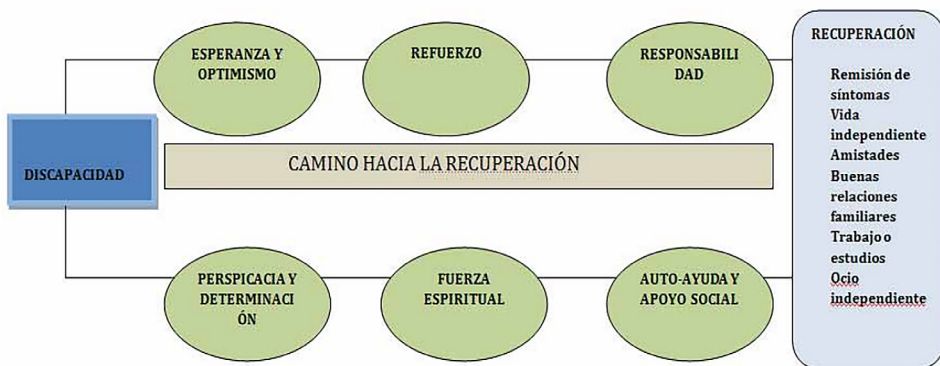 ESPERANZA Y
OPTIMISMO
REFUERZO
RESPONSABILI
DAD
DISCAPACIDAD
CAMINO HACIA LA RECUPERACIÓN
PERSPICACIA Y
DETERMINACI
ÓN
FUERZA
ESPIRITUAL
AUTO-AYUDA Y
APOYO SOCIAL
RECUPERACIÓN
Remisión de
síntomas
Vida
independiente
Amistades
Buenas
relaciones
familiares
Trabajo o
estudios
Ocio
independiente